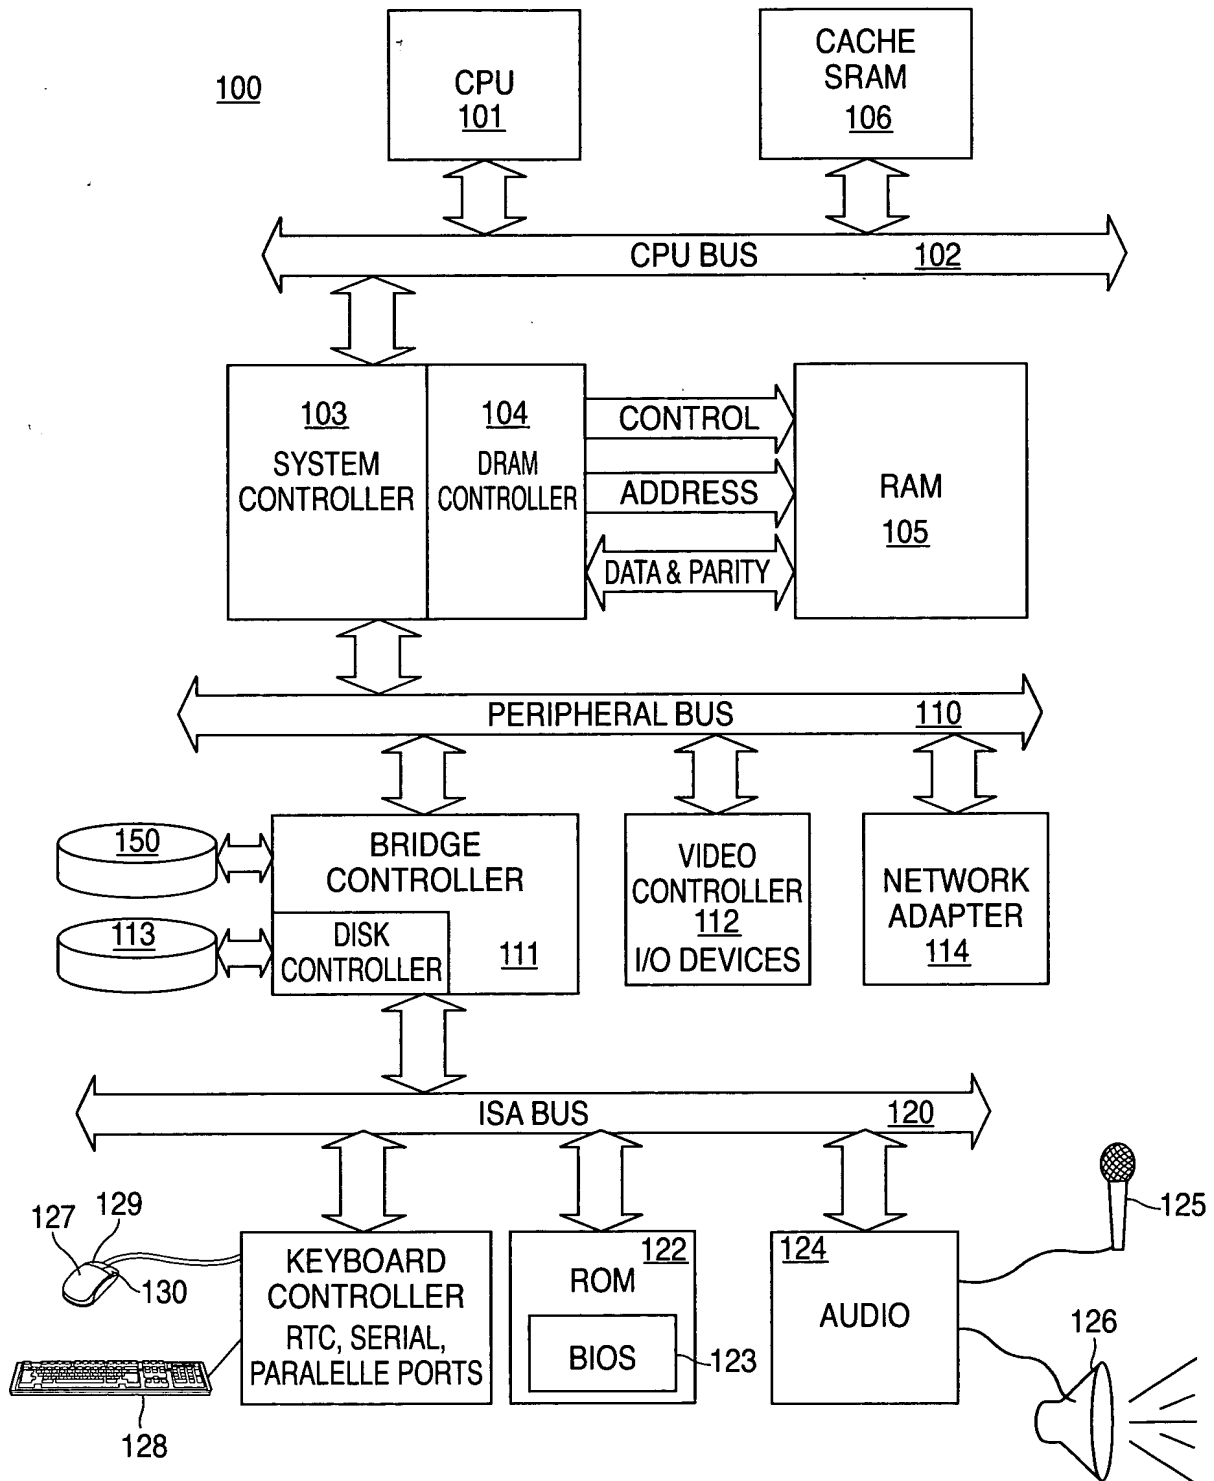 100
CPU
101
CACHE
SRAM
106
CPU BUS 102
103
SYSTEM
CONTROLLER
104
DRAM
CONTROLLER
CONTROL
ADDRESS
DATA & PARITY
RAM
105
PERIPHERAL BUS 110
150
113
BRIDGE
CONTROLLER
DISK
CONTROLLER
111
VIDEO
CONTROLLER
112
I/O DEVICES
NETWORK
ADAPTER
114
ISA BUS 120
127
129
130
128
KEYBOARD
CONTROLLER
RTC, SERIAL,
PARALELLE PORTS
122
ROM
BIOS
123
124
AUDIO
125
126